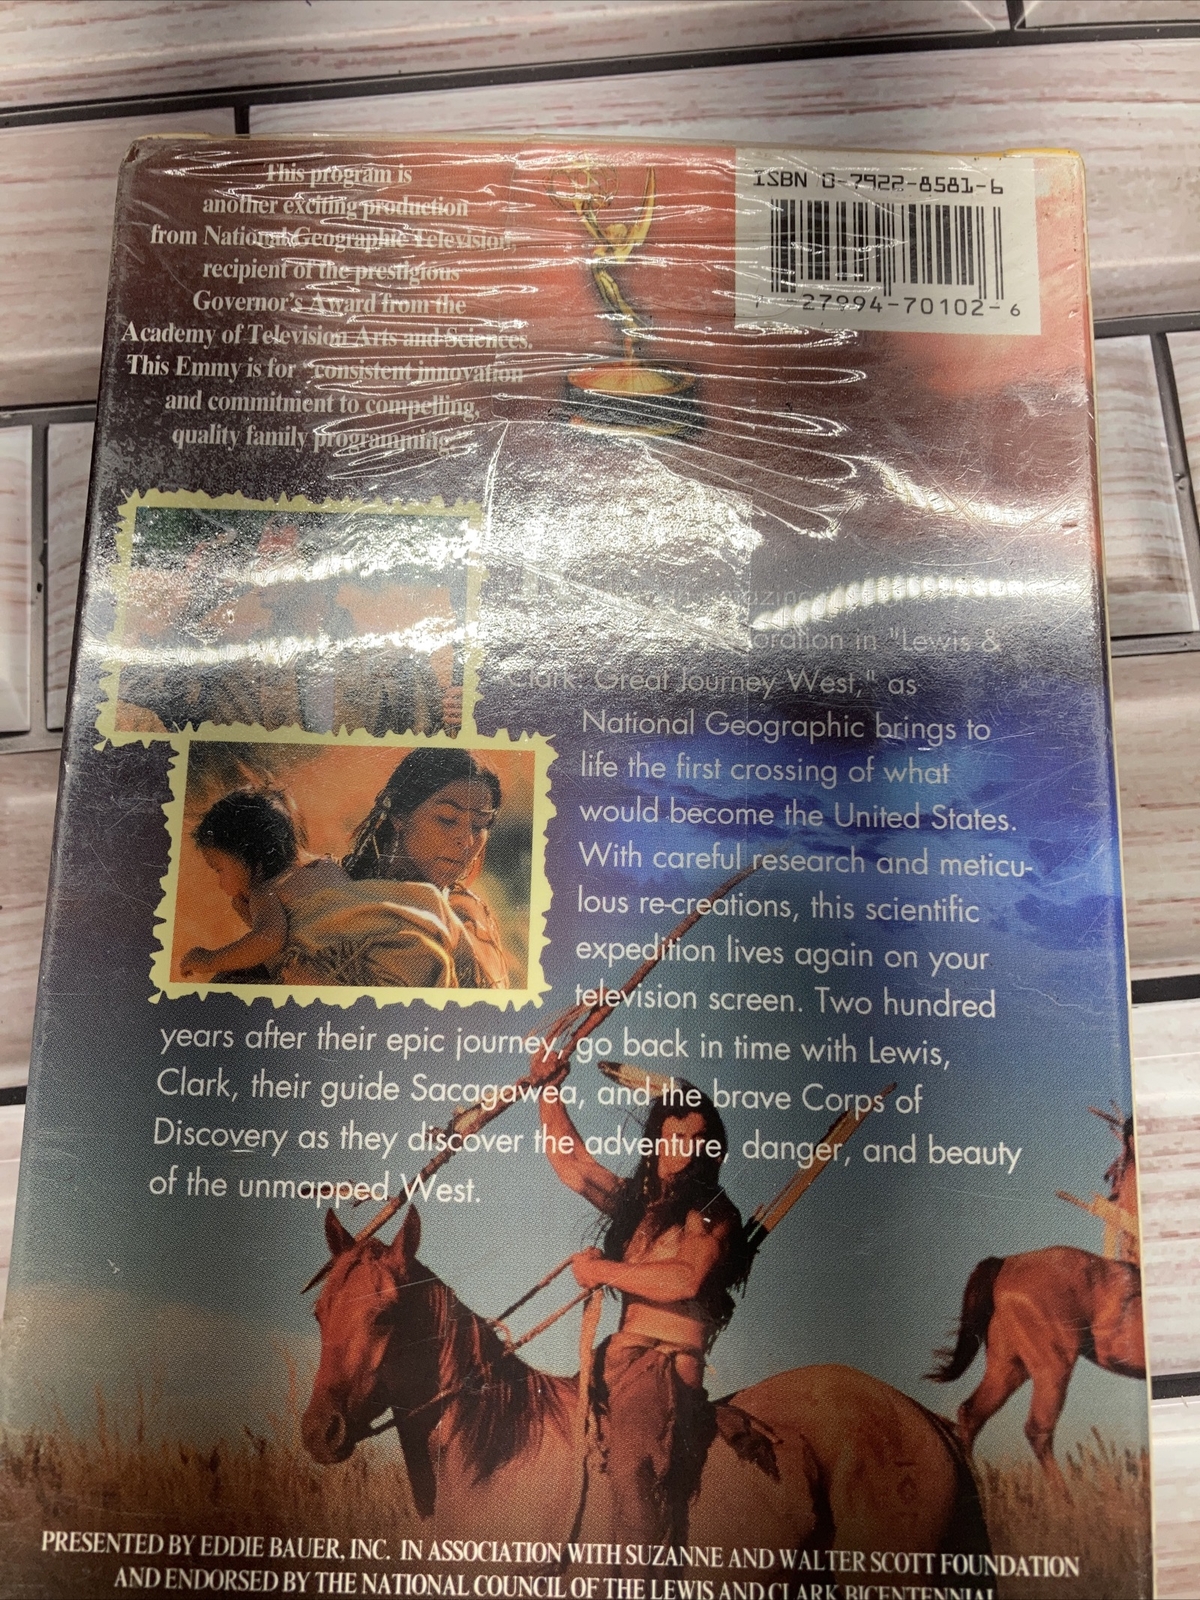 This program is
another exciting production
from National Geographic Television,
recipient of the prestigious
Governor's Award from the
Academy of Television Arts and Sciences.
This Emmy is for "consistent innovation
and commitment to compelling,
quality family programming."
ISBN 0-7922-8581-6
27994-70102-6
amazing
oration in "Lewis &
Clark: Great Journey West," as
National Geographic brings to
life the first crossing of what
would become the United States.
With careful research and meticu-
lous re-creations, this scientific
expedition lives again on your
television screen. Two hundred
years after their epic journey, go back in time with Lewis,
Clark, their guide Sacagawea, and the brave Corps of
Discovery as they discover the adventure, danger, and beauty
of the unmapped West.
PRESENTED BY EDDIE BAUER, INC. IN ASSOCIATION WITH SUZANNE AND WALTER SCOTT FOUNDATION
AND ENDORSED BY THE NATIONAL COUNCIL OF THE LEWIS AND CLARK BICENTENNIAL